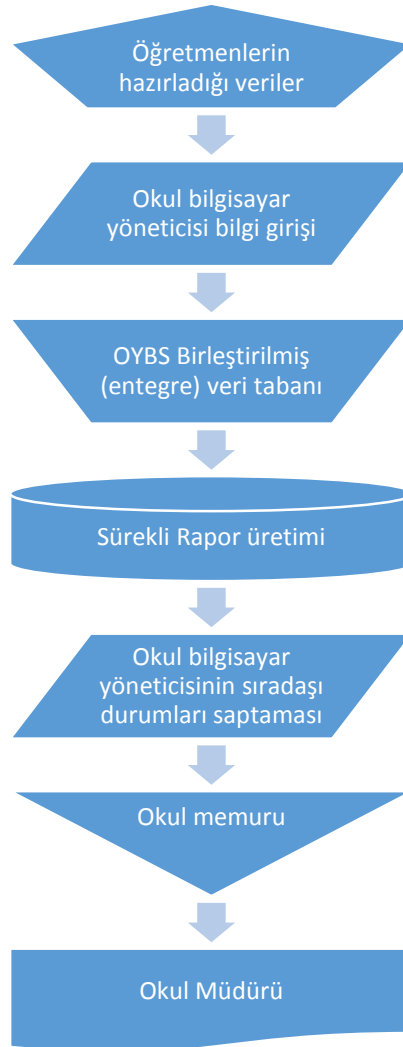 Öğretmenlerin
hazırladığı veriler
Okul bilgisayar
yöneticisi bilgi girişi
OYBS Birleştirilmiş
(entegre) veri tabanı
Sürekli Rapor üretimi
Okul bilgisayar
yöneticisinin sıradaşı
durumları saptaması
Okul memuru
Okul Müdürü